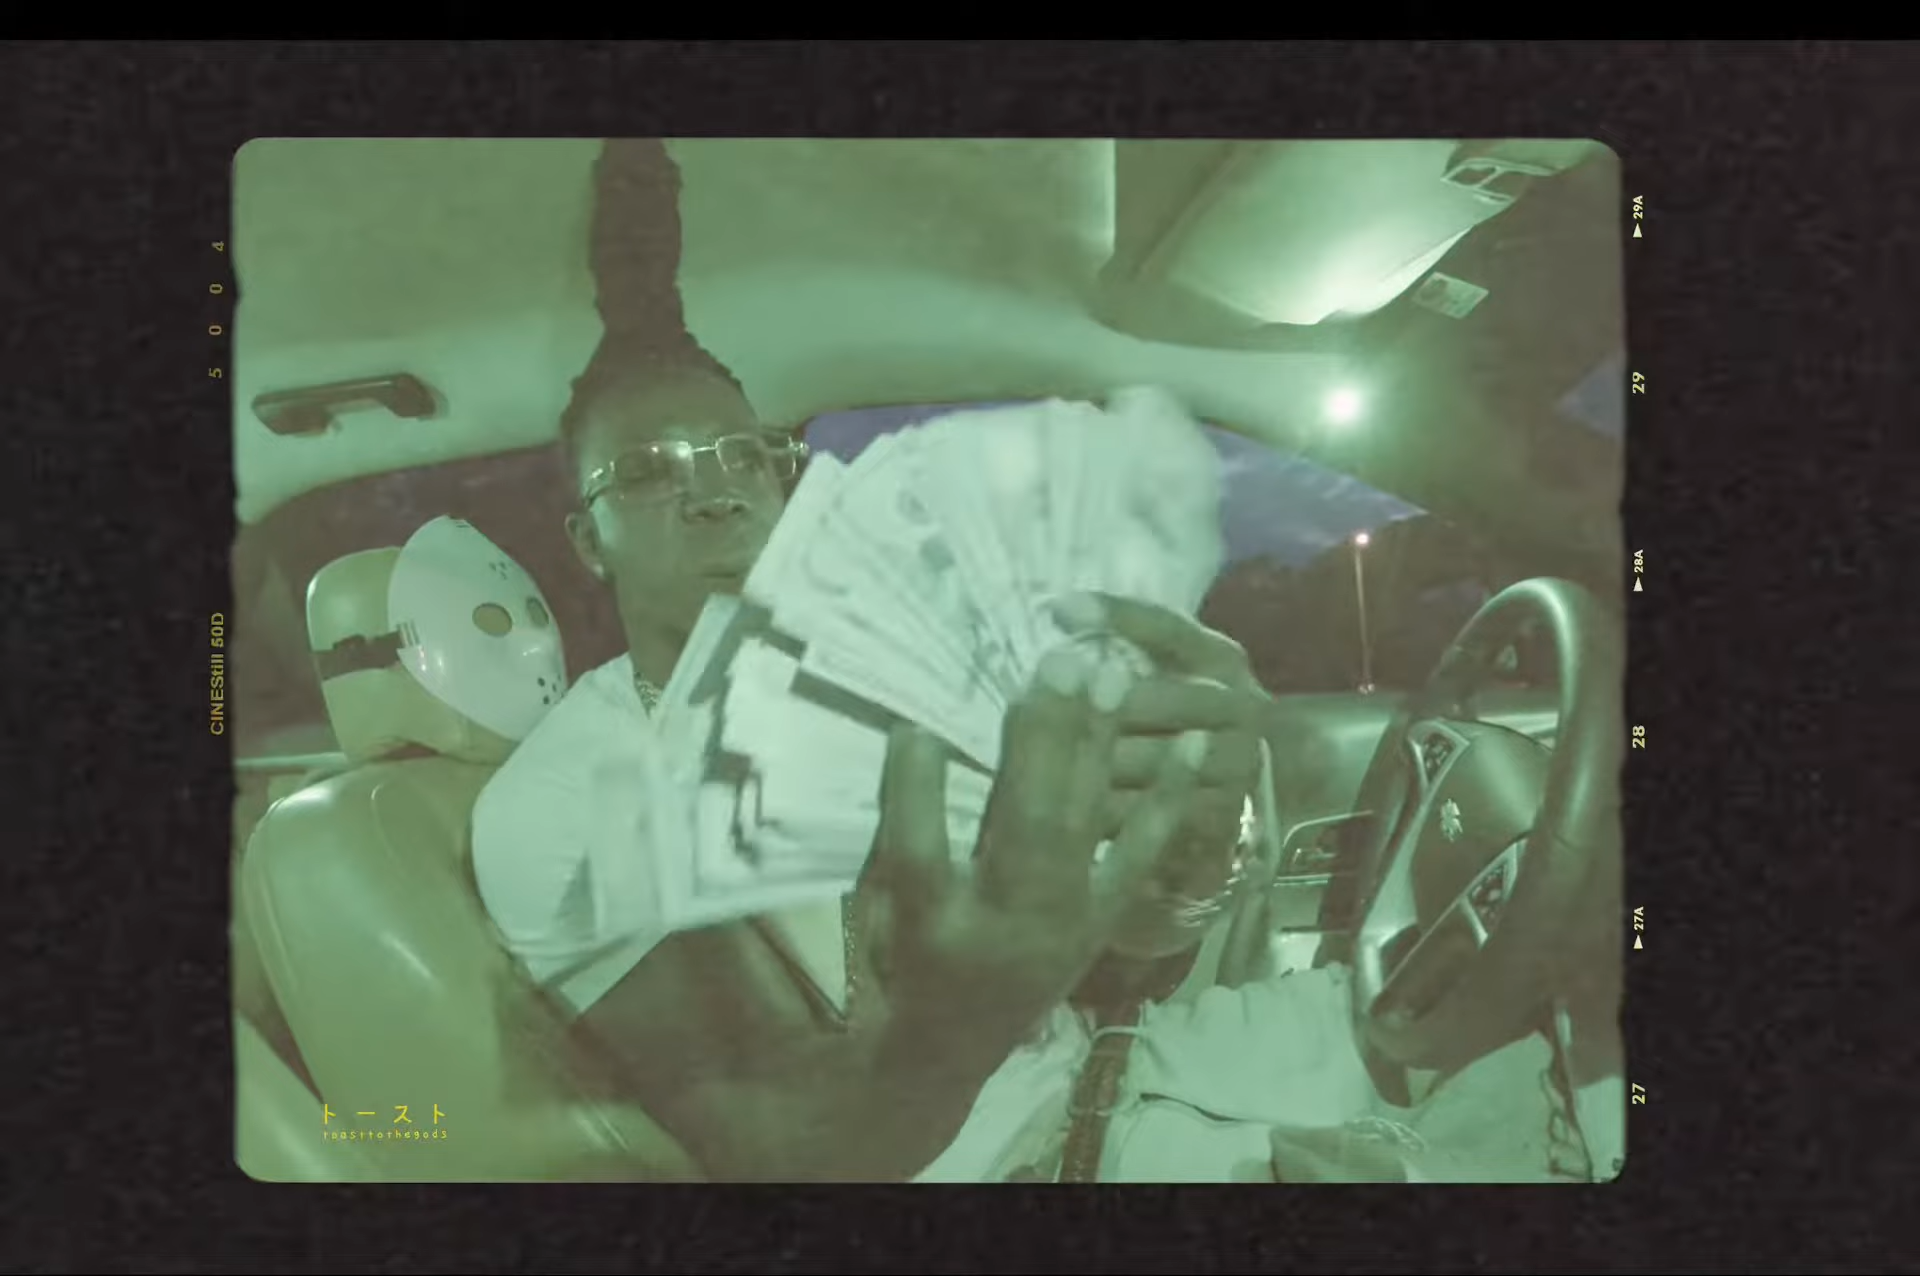 5 0 0 4
CINEStill 50D
トースト
toasttothegods
▶ 29A
29
▶ 28A
28
▶ 27A
27